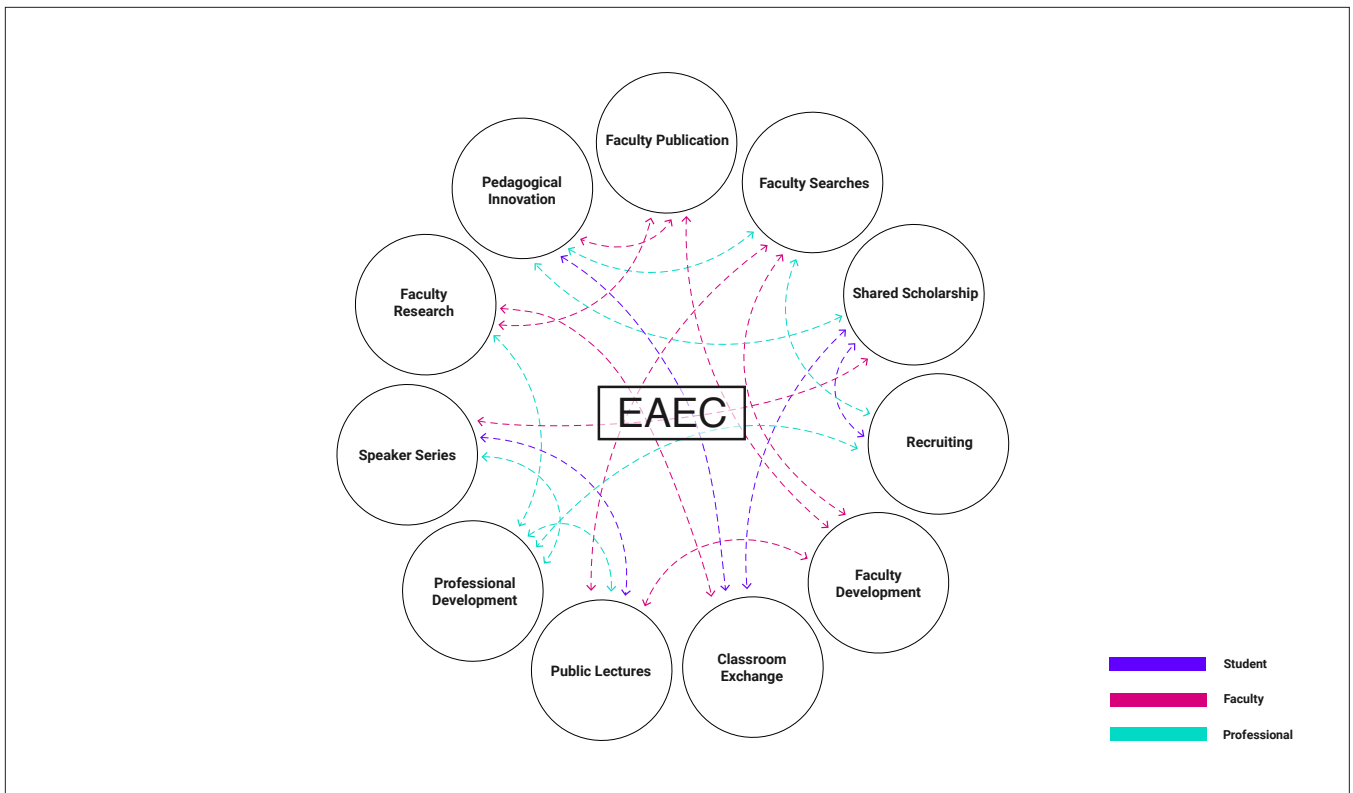 Faculty Publication
Faculty Searches
Pedagogical
Innovation
Shared Scholarship
Faculty
Research
EAEC
Recruiting
Speaker Series
Faculty
Development
Professional
Development
Public Lectures
Classroom
Exchange
Student
Faculty
Professional